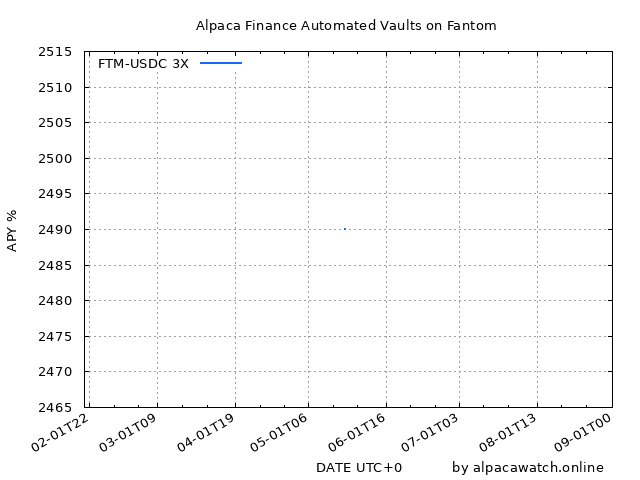 Alpaca Finance Automated Vaults on Fantom
FTM-USDC 3X
APY %
2515
2510
2505
2500
2495
2490
2485
2480
2475
2470
2465
02-01T22
03-01T09
04-01T19
05-01T06
06-01T16
07-01T03
08-01T13
09-01T00
DATE UTC+0
by alpacawatch.online